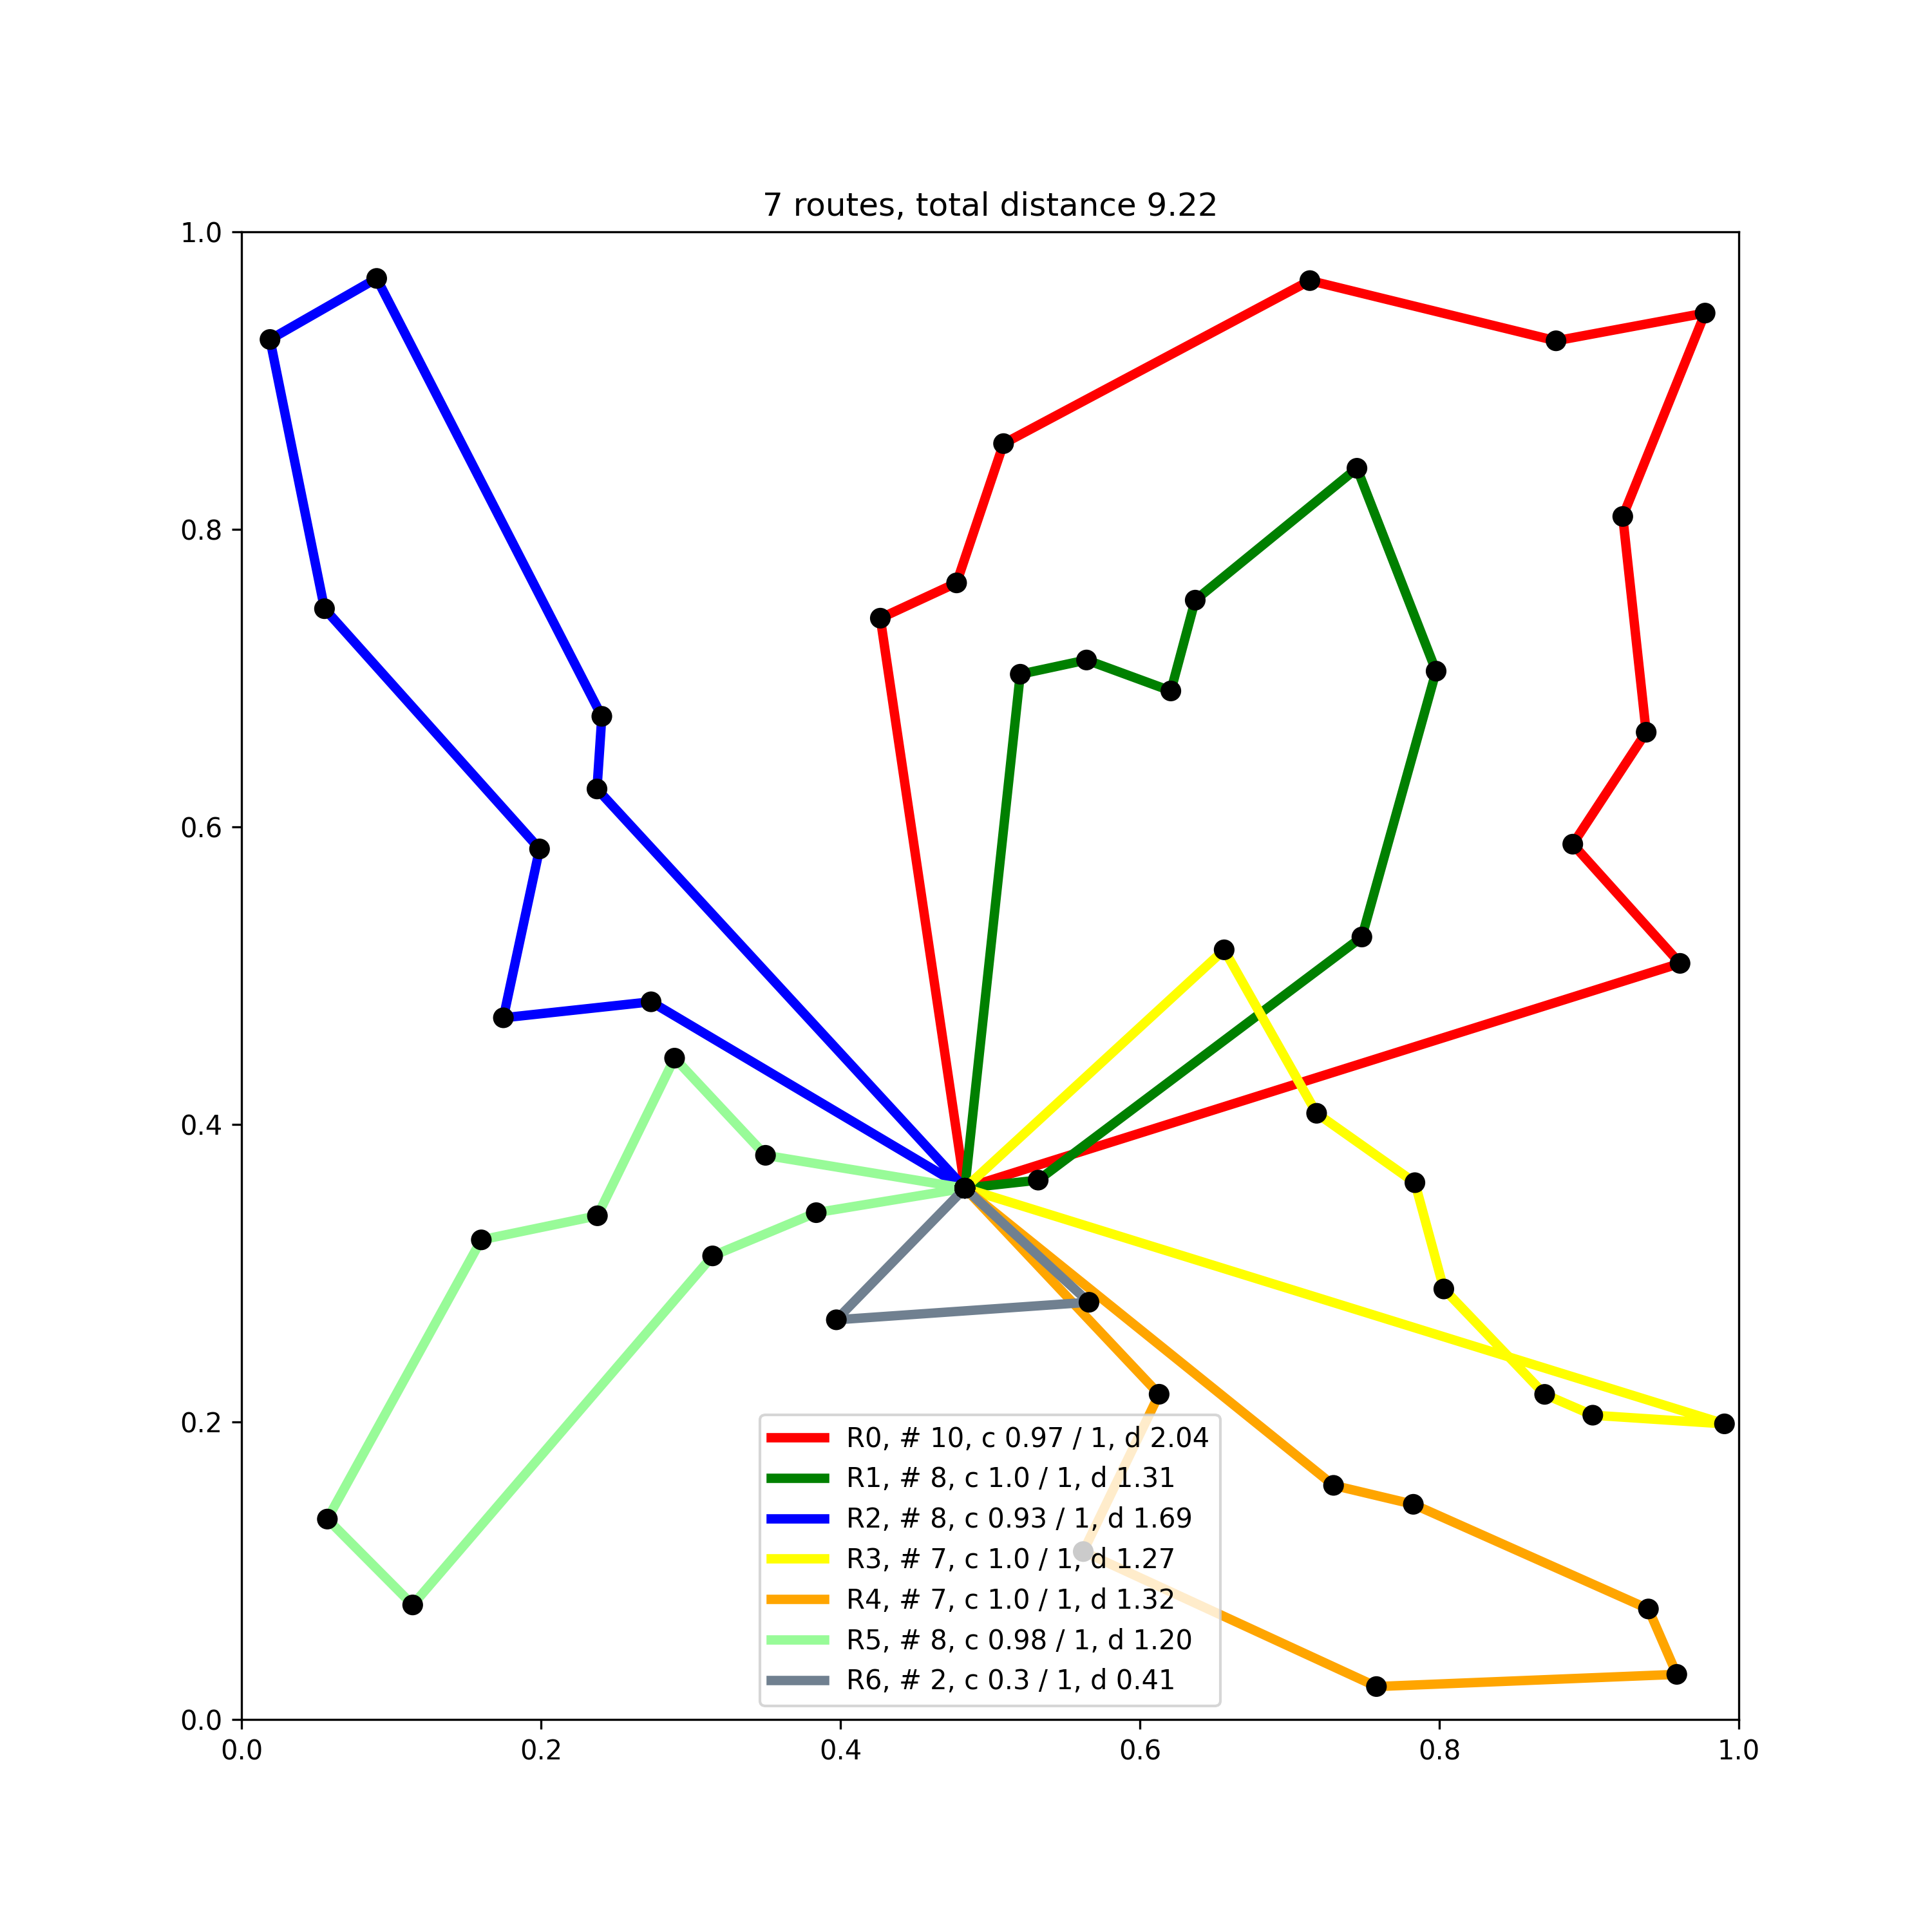 7 routes, total distance 9.22
1.0
0.8
0.6
0.4
0.2
0.0
R0, # 10, c 0.97 / 1, d 2.04
R1, # 8, c 1.0 / 1, d 1.31
R2, # 8, c 0.93 / 1, d 1.69
R3, # 7, c 1.0 / 1, d 1.27
R4, # 7, c 1.0 / 1, d 1.32
R5, # 8, c 0.98 / 1, d 1.20
R6, # 2, c 0.3 / 1, d 0.41
0.0 0.2 0.4 0.6 0.8 1.0